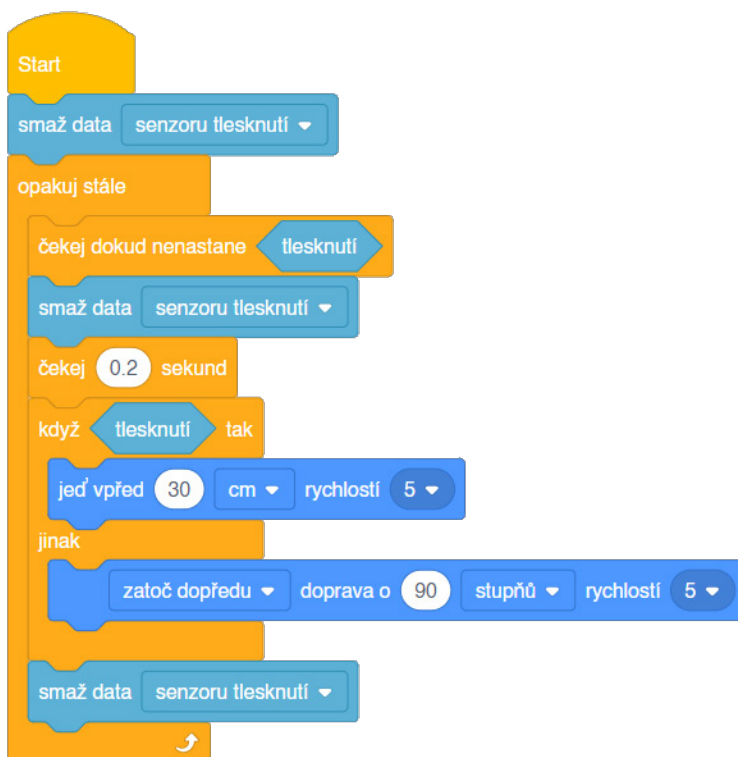 Start
smaž data senzoru tlesknutí
opakuj stále
čekej dokud nenastane tlesknutí
smaž data senzoru tlesknutí
čekej 0.2 sekund
když tlesknutí tak
jeď vpřed 30 cm rychlostí 5
jinak
zatoč dopředu doprava o 90 stupňů rychlostí 5
smaž data senzoru tlesknutí